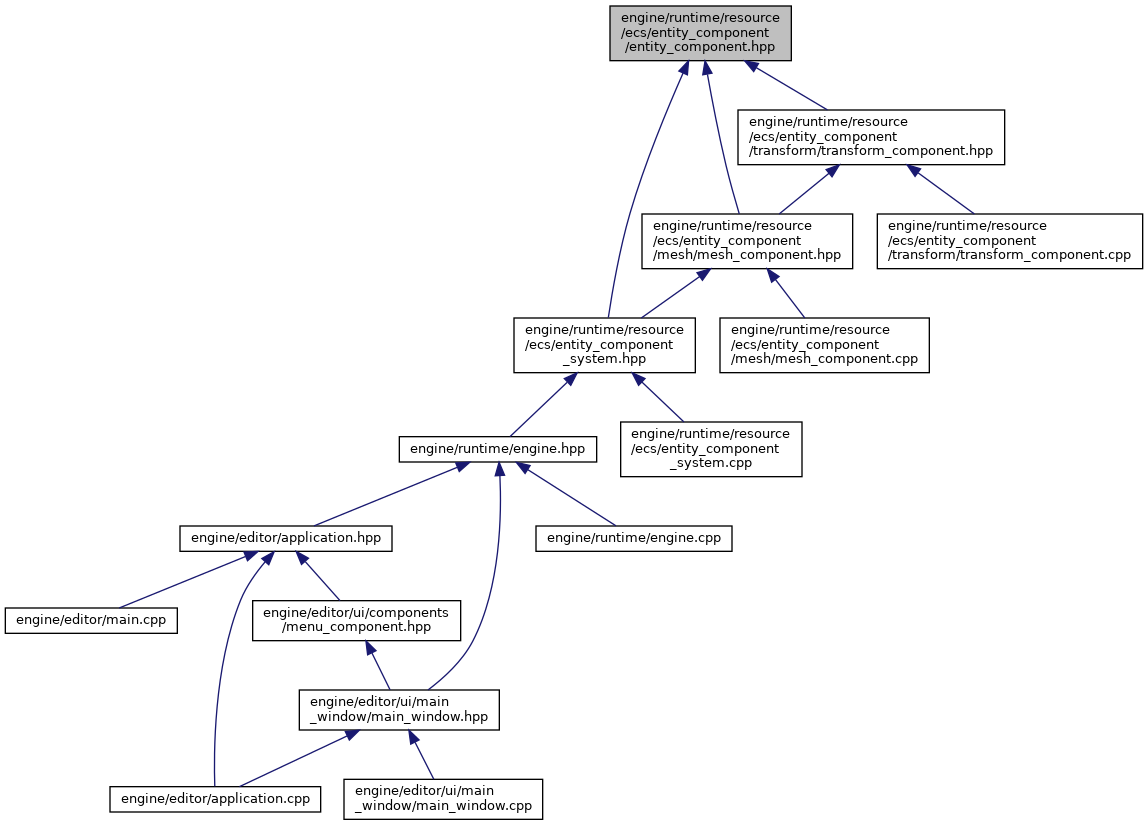 engine/runtime/resource
/ecs/entity_component
/entity_component.hpp
engine/runtime/resource
/ecs/entity_component
/transform/transform_component.hpp
engine/runtime/resource
/ecs/entity_component
/mesh/mesh_component.hpp
engine/runtime/resource
/ecs/entity_component
/transform/transform_component.cpp
engine/runtime/resource
/ecs/entity_component
_system.hpp
engine/runtime/resource
/ecs/entity_component
/mesh/mesh_component.cpp
engine/runtime/engine.hpp
engine/runtime/resource
/ecs/entity_component
_system.cpp
engine/editor/application.hpp
engine/runtime/engine.cpp
engine/editor/main.cpp
engine/editor/ui/components
/menu_component.hpp
engine/editor/ui/main
_window/main_window.hpp
engine/editor/application.cpp
engine/editor/ui/main
_window/main_window.cpp